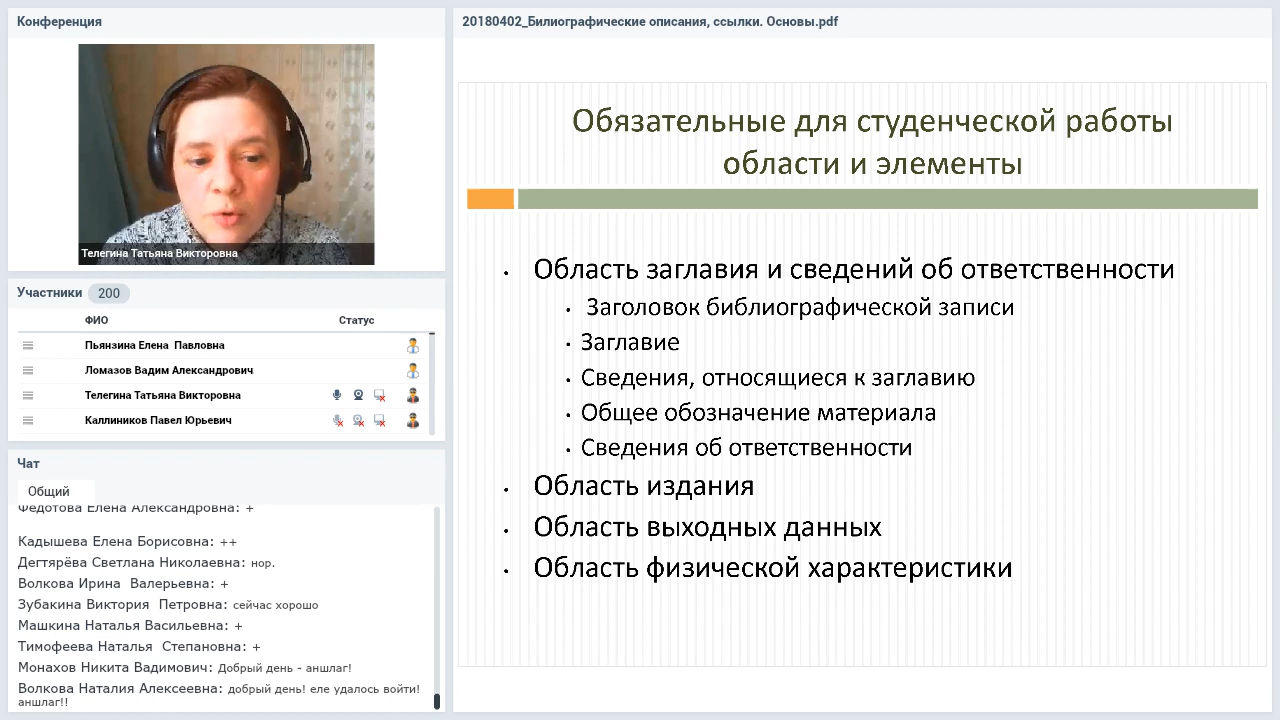 Конференция
Телегина Татьяна Викторовна
Участники 200
ФИО Статус
Пьянзина Елена Павловна
Ломазов Вадим Александрович
Телегина Татьяна Викторовна
Каллиников Павел Юрьевич
Чат
Общий
Федотова Елена Александровна: +
Кадышева Елена Борисовна: ++
Дегтярёва Светлана Николаевна: нор.
Волкова Ирина Валерьевна: +
Зубакина Виктория Петровна: сейчас хорошо
Машкина Наталья Васильевна: +
Тимофеева Наталья Степановна: +
Монахов Никита Вадимович: Добрый день - аншлаг!
Волкова Наталия Алексеевна: добрый день! еле удалось войти!
аншлаг!!
20180402_Билиографические описания, ссылки. Основы.pdf
Обязательные для студенческой работы
области и элементы
• Область заглавия и сведений об ответственности
• Заголовок библиографической записи
• Заглавие
• Сведения, относящиеся к заглавию
• Общее обозначение материала
• Сведения об ответственности
• Область издания
• Область выходных данных
• Область физической характеристики